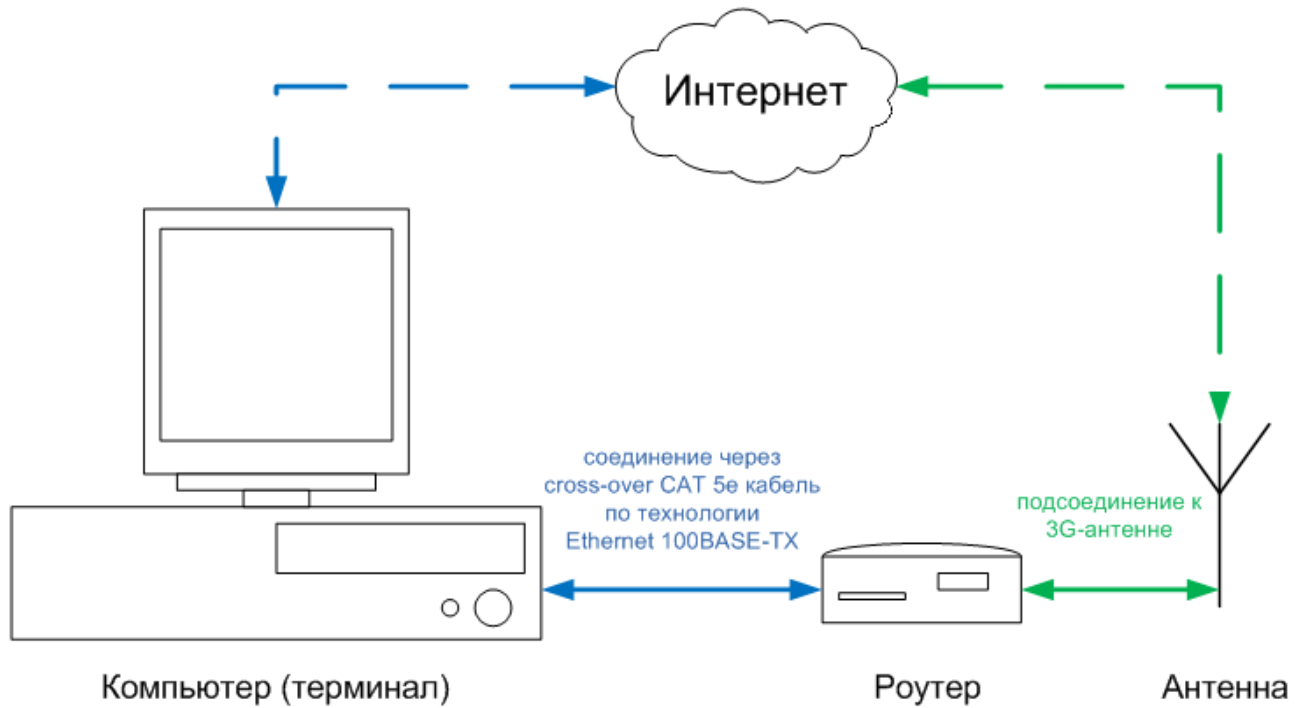 Интернет
соединение через
cross-over CAT 5e кабель
по технологии
Ethernet 100BASE-TX
подсоединение к
3G-антенне
Компьютер (терминал)
Роутер
Антенна